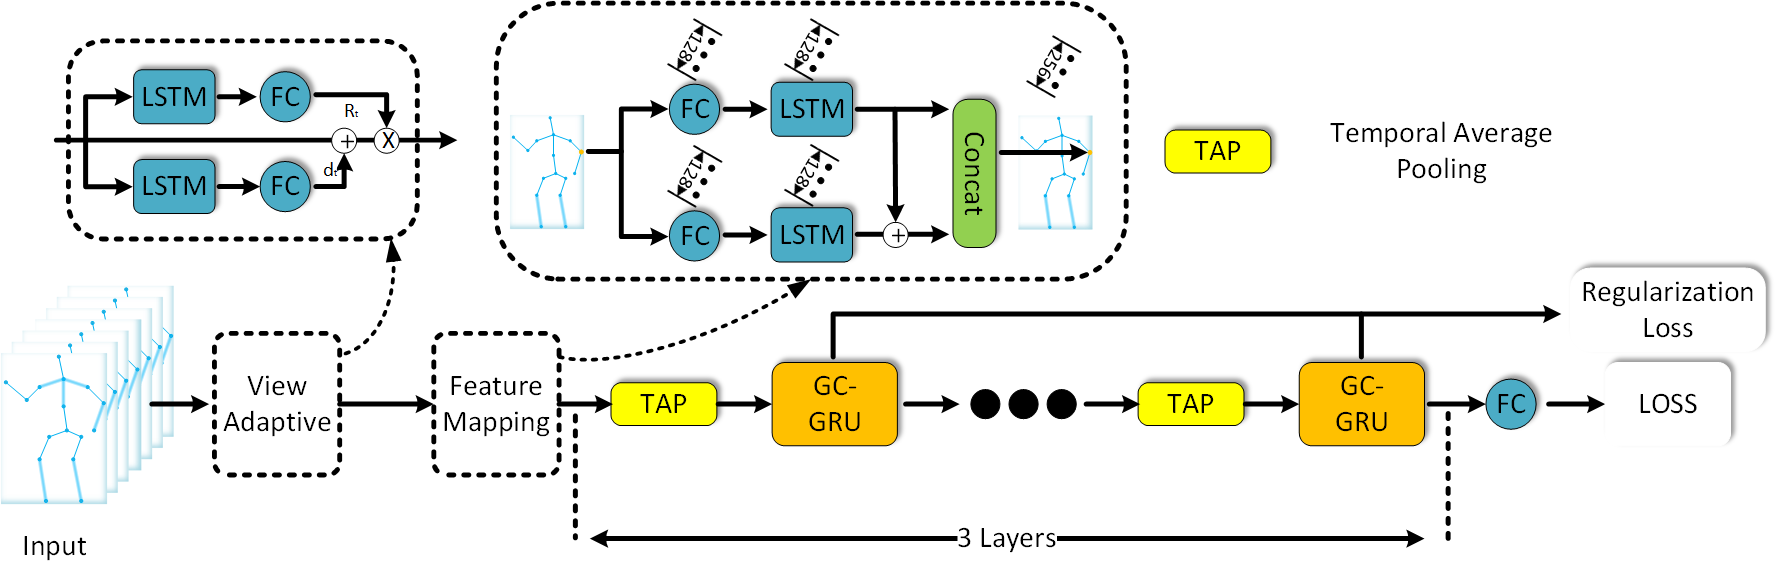 LSTM
FC
Rₜ
+
X
dₜ
LSTM
FC
128
128
FC
LSTM
128
128
FC
LSTM
+
Concat
256
TAP
Temporal Average
Pooling
Input
View
Adaptive
Feature
Mapping
TAP
GC-
GRU
TAP
GC-
GRU
FC
LOSS
Regularization
Loss
3 Layers